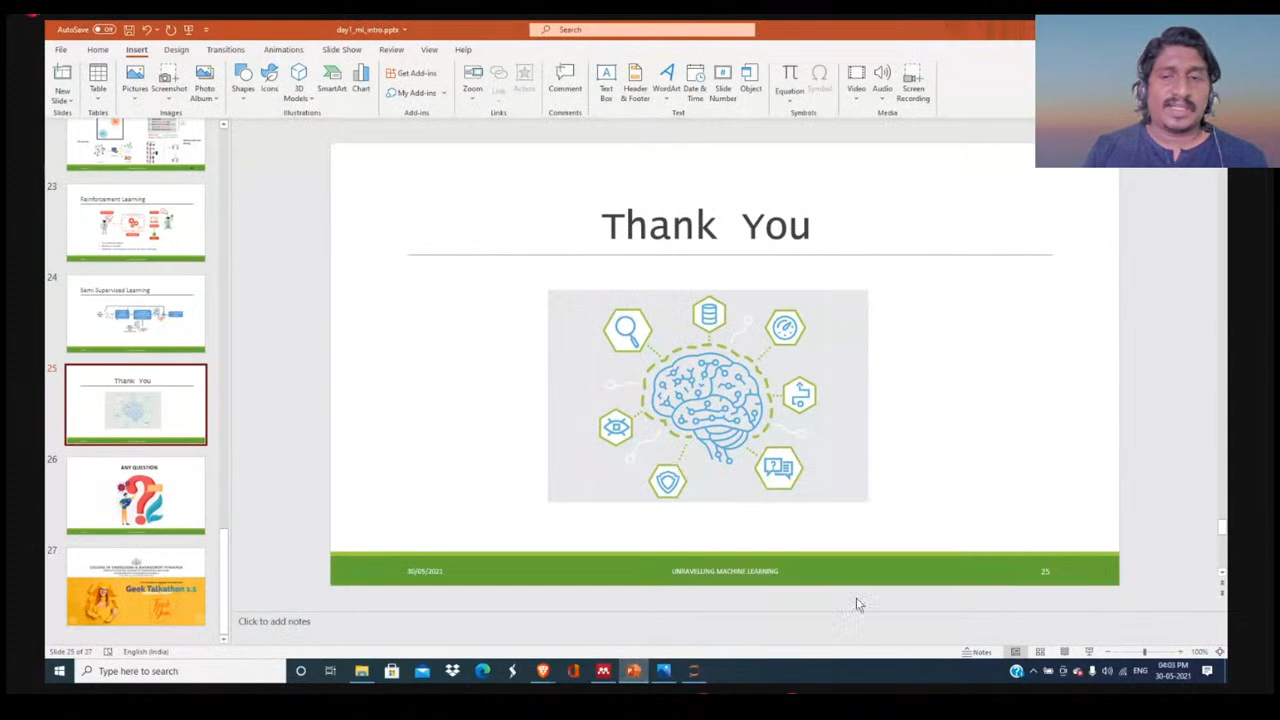 AutoSave Off
day1_ml_intro.pptx
Search
File Home Insert Design Transitions Animations Slide Show Review View Help
New Slide
Table
Pictures
Screenshot
Photo Album
Shapes
Icons
3D Models
SmartArt
Chart
Get Add-ins
My Add-ins
Zoom
Link
Action
Comment
Text Box
Header & Footer
WordArt
Date & Time
Slide Number
Object
Equation
Symbol
Video
Audio
Screen Recording
Slides Tables Images Illustrations Add-ins Links Comments Text Symbols Media
23
Reinforcement Learning
24
Semi Supervised Learning
25
Thank You
26
ANY QUESTION
27
Geek Talkathon
Thank You
?
30/05/2021 UNRAVELLING MACHINE LEARNING 25
Click to add notes
Slide 25 of 27 English (India) Notes 100%
Type here to search
ENG
04:03 PM
30-05-2021